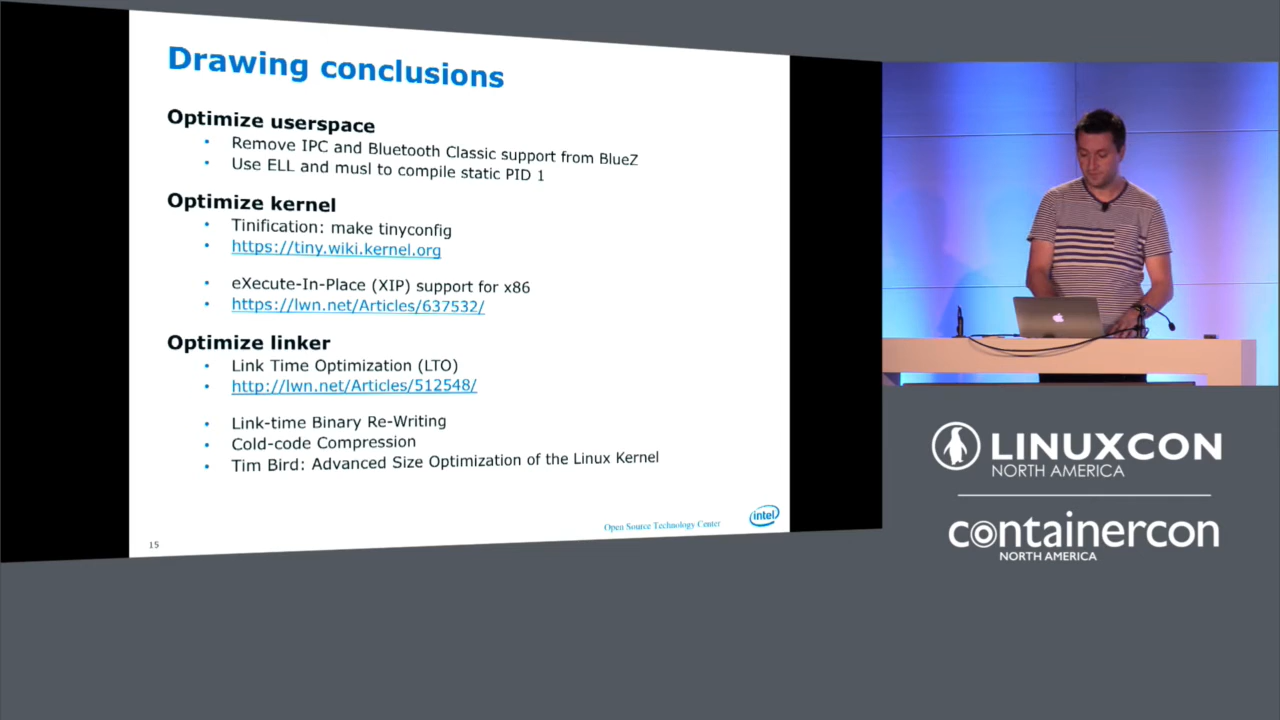 Drawing conclusions
Optimize userspace
• Remove IPC and Bluetooth Classic support from BlueZ
• Use ELL and musl to compile static PID 1
Optimize kernel
• Tinification: make tinyconfig
• https://tiny.wiki.kernel.org
• eXecute-In-Place (XIP) support for x86
• https://lwn.net/Articles/637532/
Optimize linker
• Link Time Optimization (LTO)
• http://lwn.net/Articles/512548/
• Link-time Binary Re-Writing
• Cold-code Compression
• Tim Bird: Advanced Size Optimization of the Linux Kernel
Open Source Technology Center
intel
15
LINUXCON
NORTH AMERICA
containercon
NORTH AMERICA